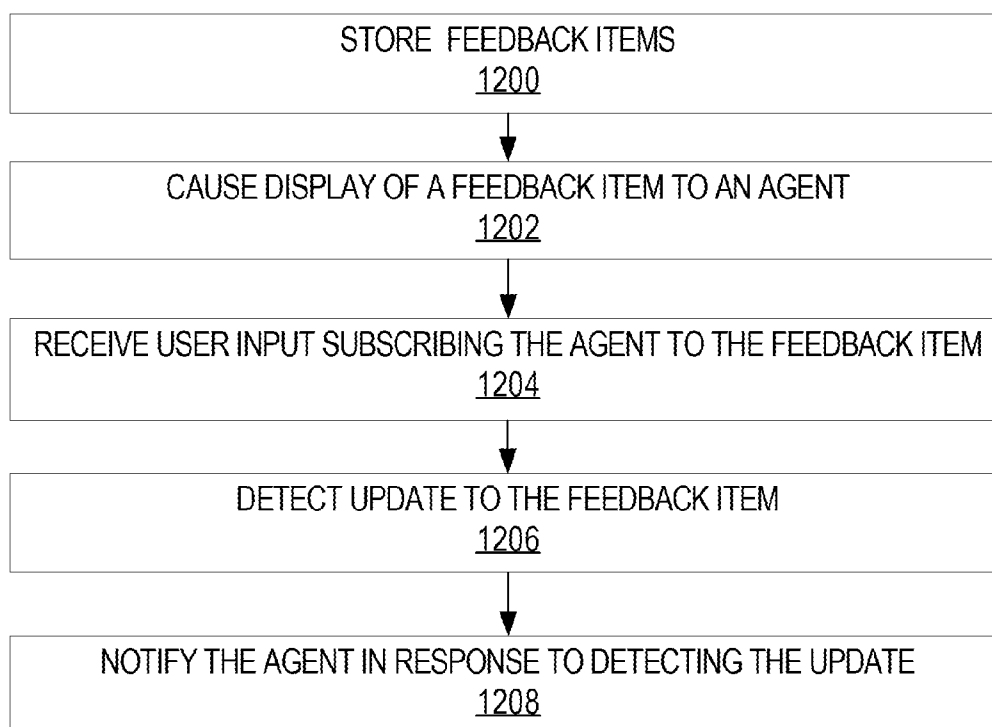 STORE FEEDBACK ITEMS
1200
CAUSE DISPLAY OF A FEEDBACK ITEM TO AN AGENT
1202
RECEIVE USER INPUT SUBSCRIBING THE AGENT TO THE FEEDBACK ITEM
1204
DETECT UPDATE TO THE FEEDBACK ITEM
1206
NOTIFY THE AGENT IN RESPONSE TO DETECTING THE UPDATE
1208